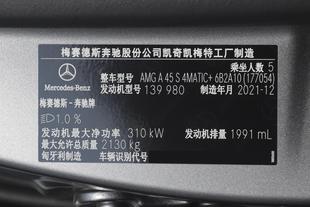 梅赛德斯奔驰股份公司凯奇凯梅特工厂制造
乘坐人数 5
整车型号 AMG A 45 S 4MATIC+ 6B2A10 (177054)
发动机型号 139 980 制造年月 2021-12
Mercedes-Benz
梅赛德斯－奔驰牌
1.0 %
发动机最大净功率 310 kW 发动机排量 1991 mL
最大允许总质量 2130 kg
匈牙利制造 车辆识别代号